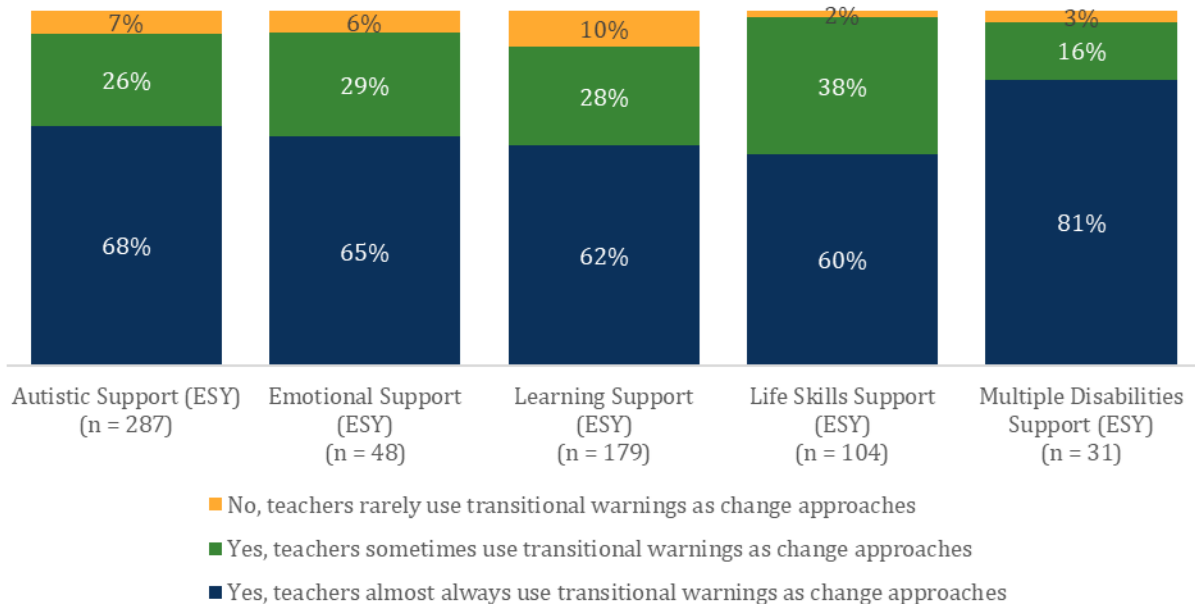 7% 6% 10% 2% 3%
26% 29% 28% 38% 16%
68% 65% 62% 60% 81%
Autistic Support (ESY)
(n = 287)
Emotional Support
(ESY)
(n = 48)
Learning Support
(ESY)
(n = 179)
Life Skills Support
(ESY)
(n = 104)
Multiple Disabilities
Support (ESY)
(n = 31)
No, teachers rarely use transitional warnings as change approaches
Yes, teachers sometimes use transitional warnings as change approaches
Yes, teachers almost always use transitional warnings as change approaches